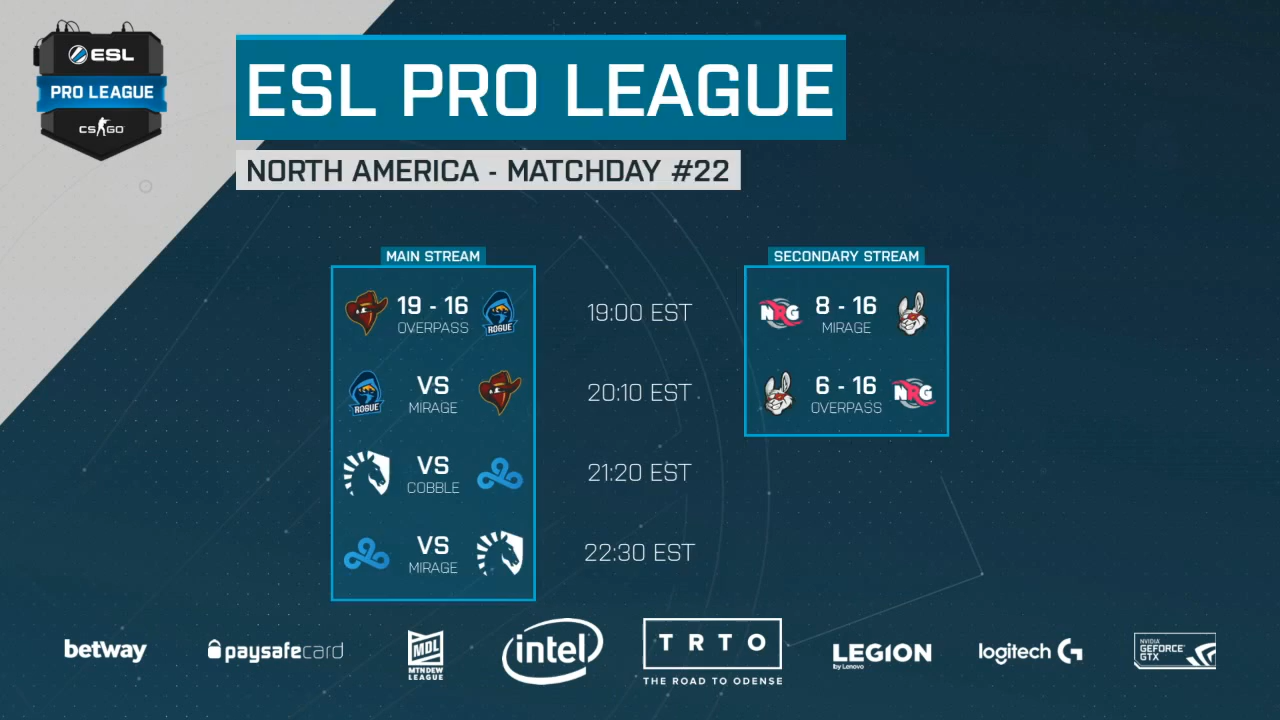 ESL
PRO LEAGUE
CS GO
ESL PRO LEAGUE
NORTH AMERICA - MATCHDAY #22
MAIN STREAM
19 - 16
OVERPASS
ROGUE
19:00 EST
ROGUE
VS
MIRAGE
20:10 EST
VS
COBBLE
21:20 EST
VS
MIRAGE
22:30 EST
SECONDARY STREAM
NRG
8 - 16
MIRAGE
6 - 16
OVERPASS
NRG
betway
paysafecard
MDL
MTN DEW
LEAGUE
intel
TRTO
THE ROAD TO ODENSE
LEGION
by Lenovo
logitech G
NVIDIA
GEFORCE
GTX